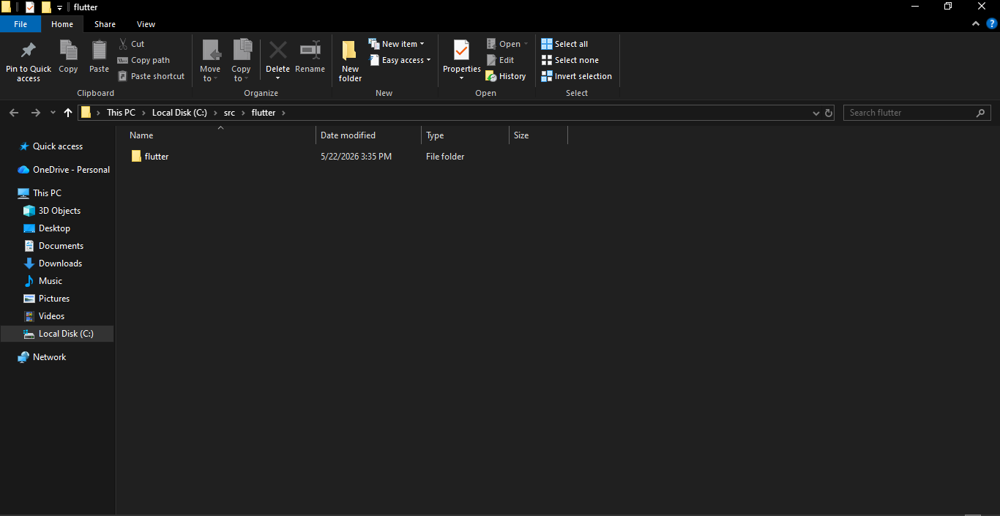 flutter
File Home Share View
Pin to Quick access
Copy
Paste
Cut
Copy path
Paste shortcut
Clipboard
Move to
Copy to
Delete
Rename
Organize
New folder
New item
Easy access
New
Properties
Open
Edit
History
Open
Select all
Select none
Invert selection
Select
This PC > Local Disk (C:) > src > flutter >
Search flutter
Name Date modified Type Size
flutter 5/22/2026 3:35 PM File folder
Quick access
OneDrive - Personal
This PC
3D Objects
Desktop
Documents
Downloads
Music
Pictures
Videos
Local Disk (C:)
Network